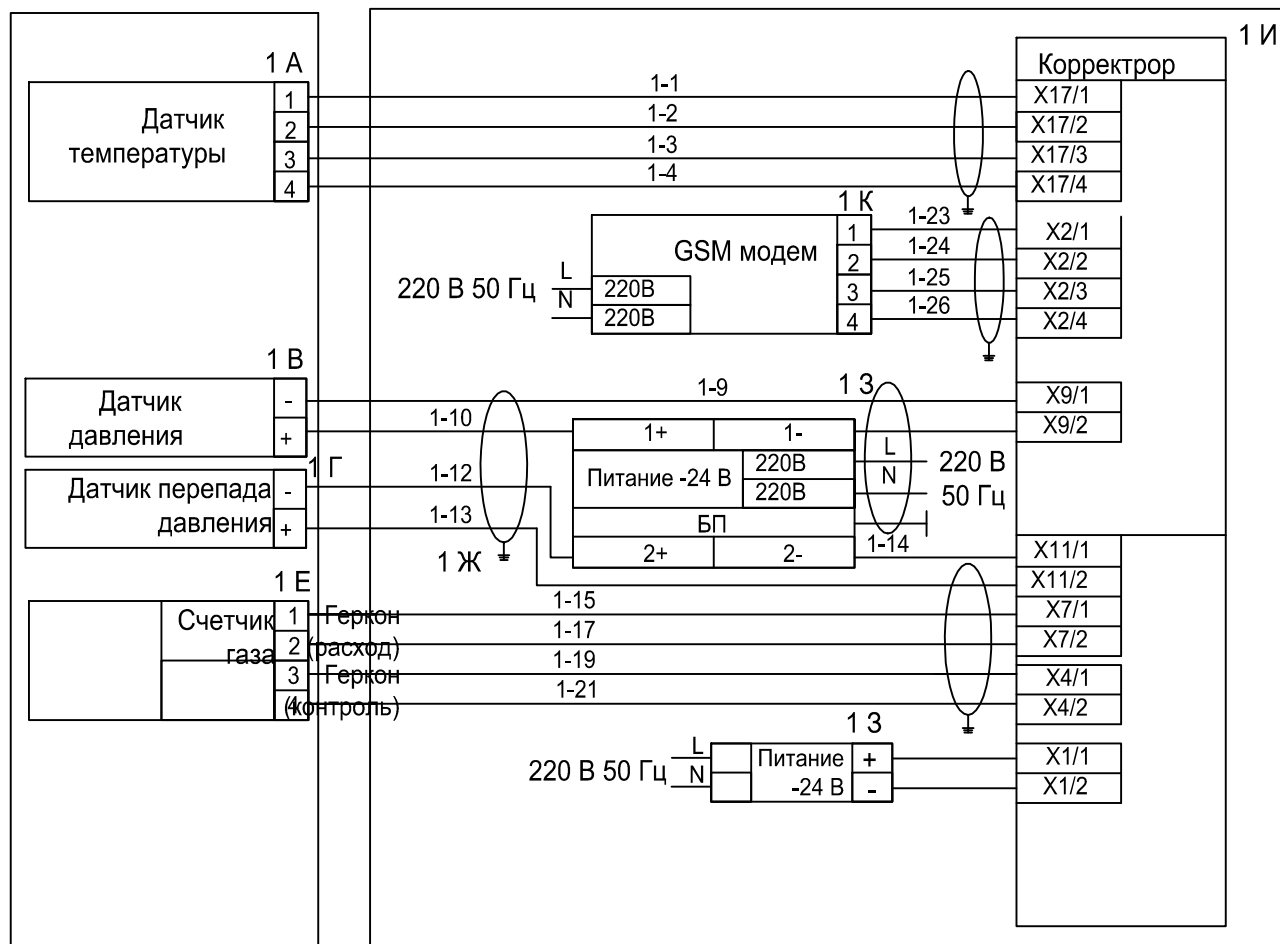 1 И
Корректрор
1 А
Датчик
температуры
1
2
3
4
1-1
1-2
1-3
1-4
X17/1
X17/2
X17/3
X17/4
1 К
GSM модем
220 В 50 Гц
L
N
220В
220В
1
2
3
4
1-23
1-24
1-25
1-26
X2/1
X2/2
X2/3
X2/4
1 В
Датчик
давления
-
+
1-9
1-10
1 З
X9/1
X9/2
1+
1-
Питание -24 В
220В
220В
L
N
220 В
50 Гц
БП
2+
2-
1 Г
Датчик перепада
давления
-
+
1-12
1-13
1 Ж
1-14
X11/1
X11/2
1 Е
Счетчик
газа
1
2
3
4
Геркон
(расход)
Геркон
(контроль)
1-15
1-17
1-19
1-21
X7/1
X7/2
X4/1
X4/2
1 З
220 В 50 Гц
L
N
Питание
-24 В
+
-
X1/1
X1/2